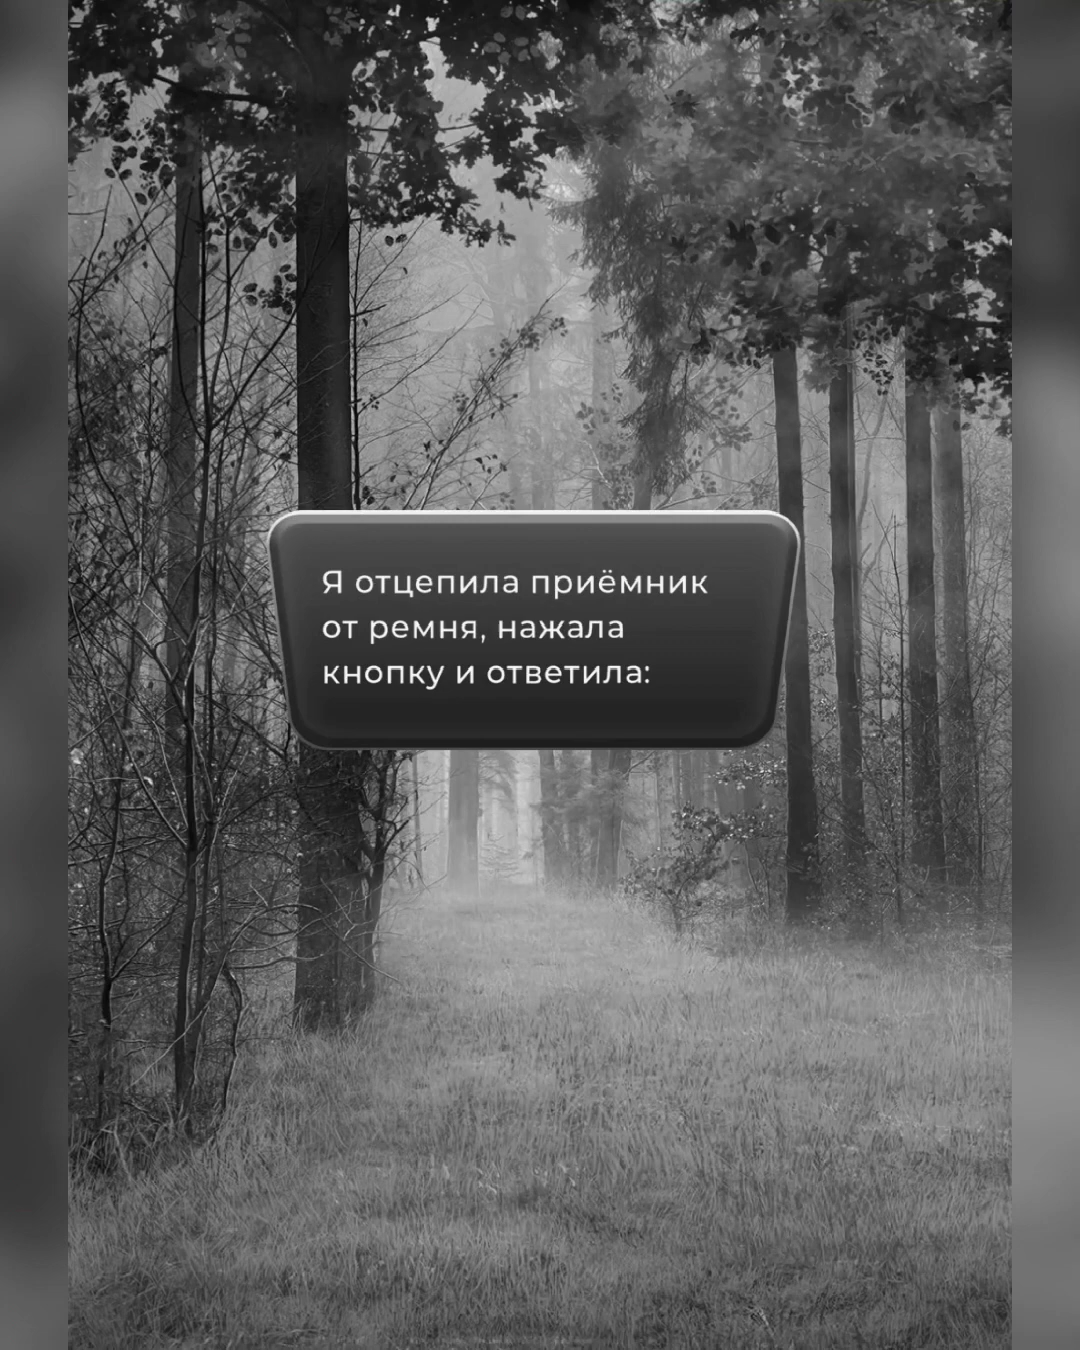 Я отцепила приёмник
от ремня, нажала
кнопку и ответила: